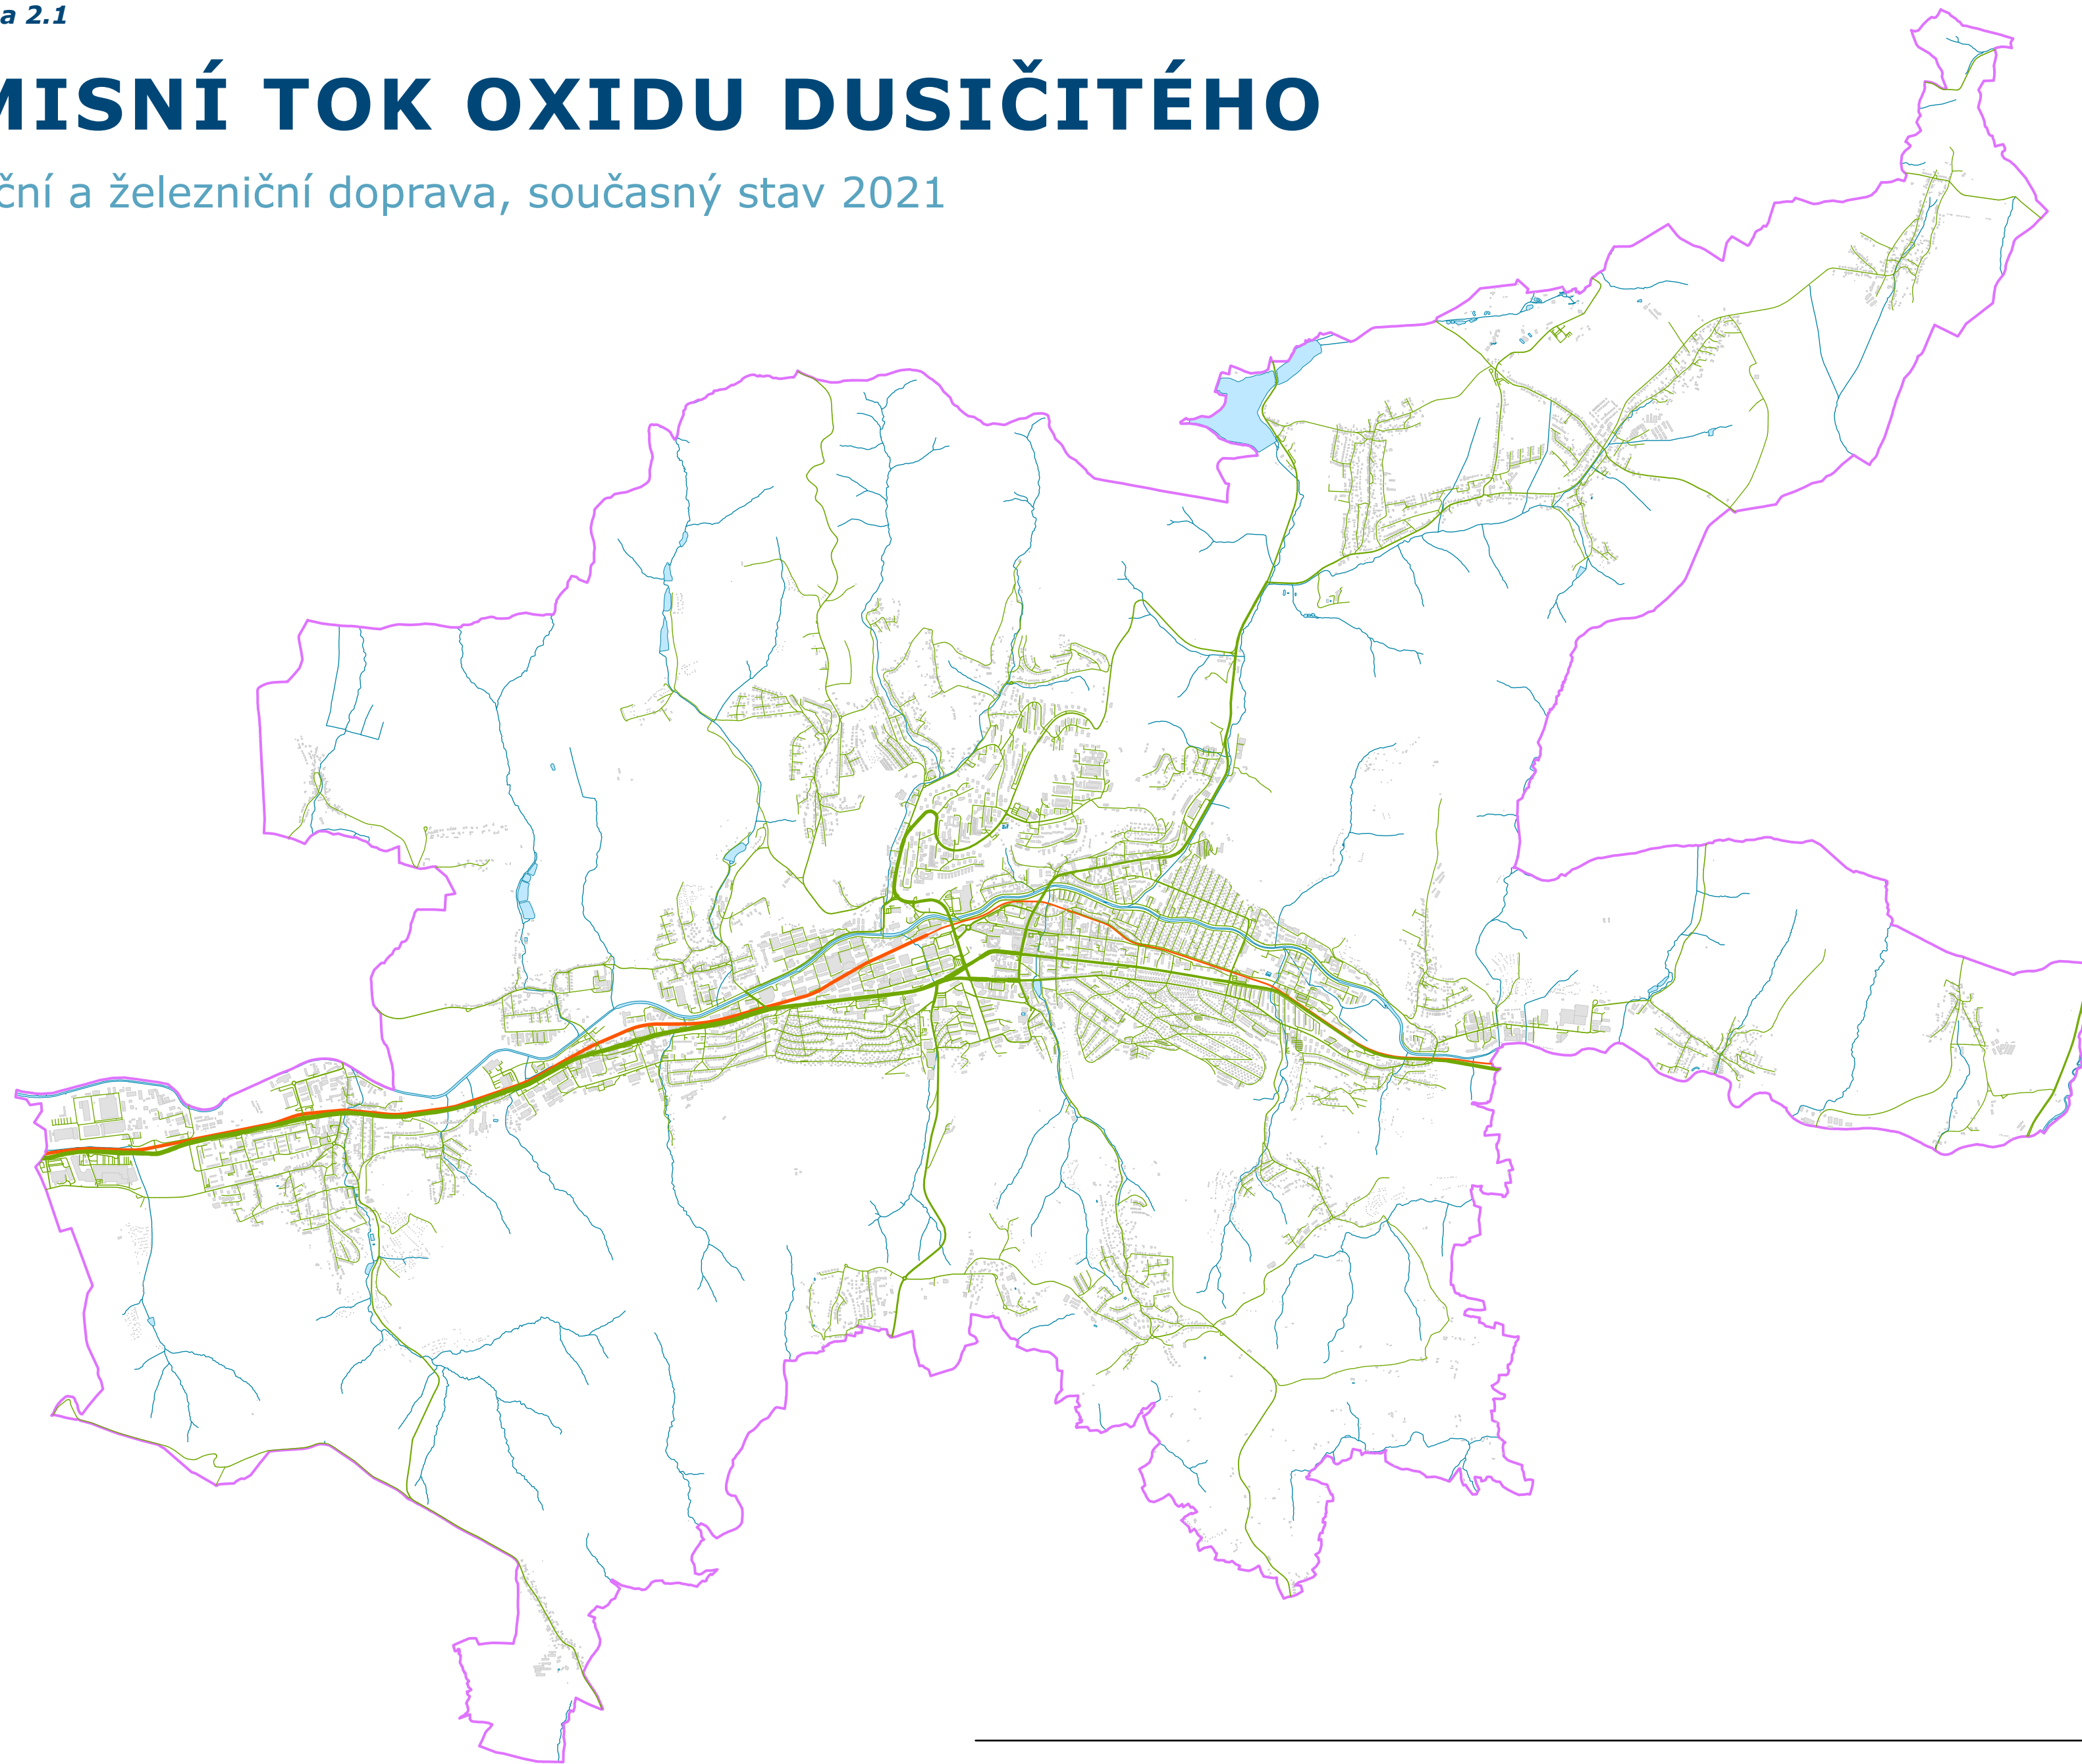 a 2.1
MISNÍ TOK OXIDU DUSIČITÉHO
ční a železniční doprava, současný stav 2021